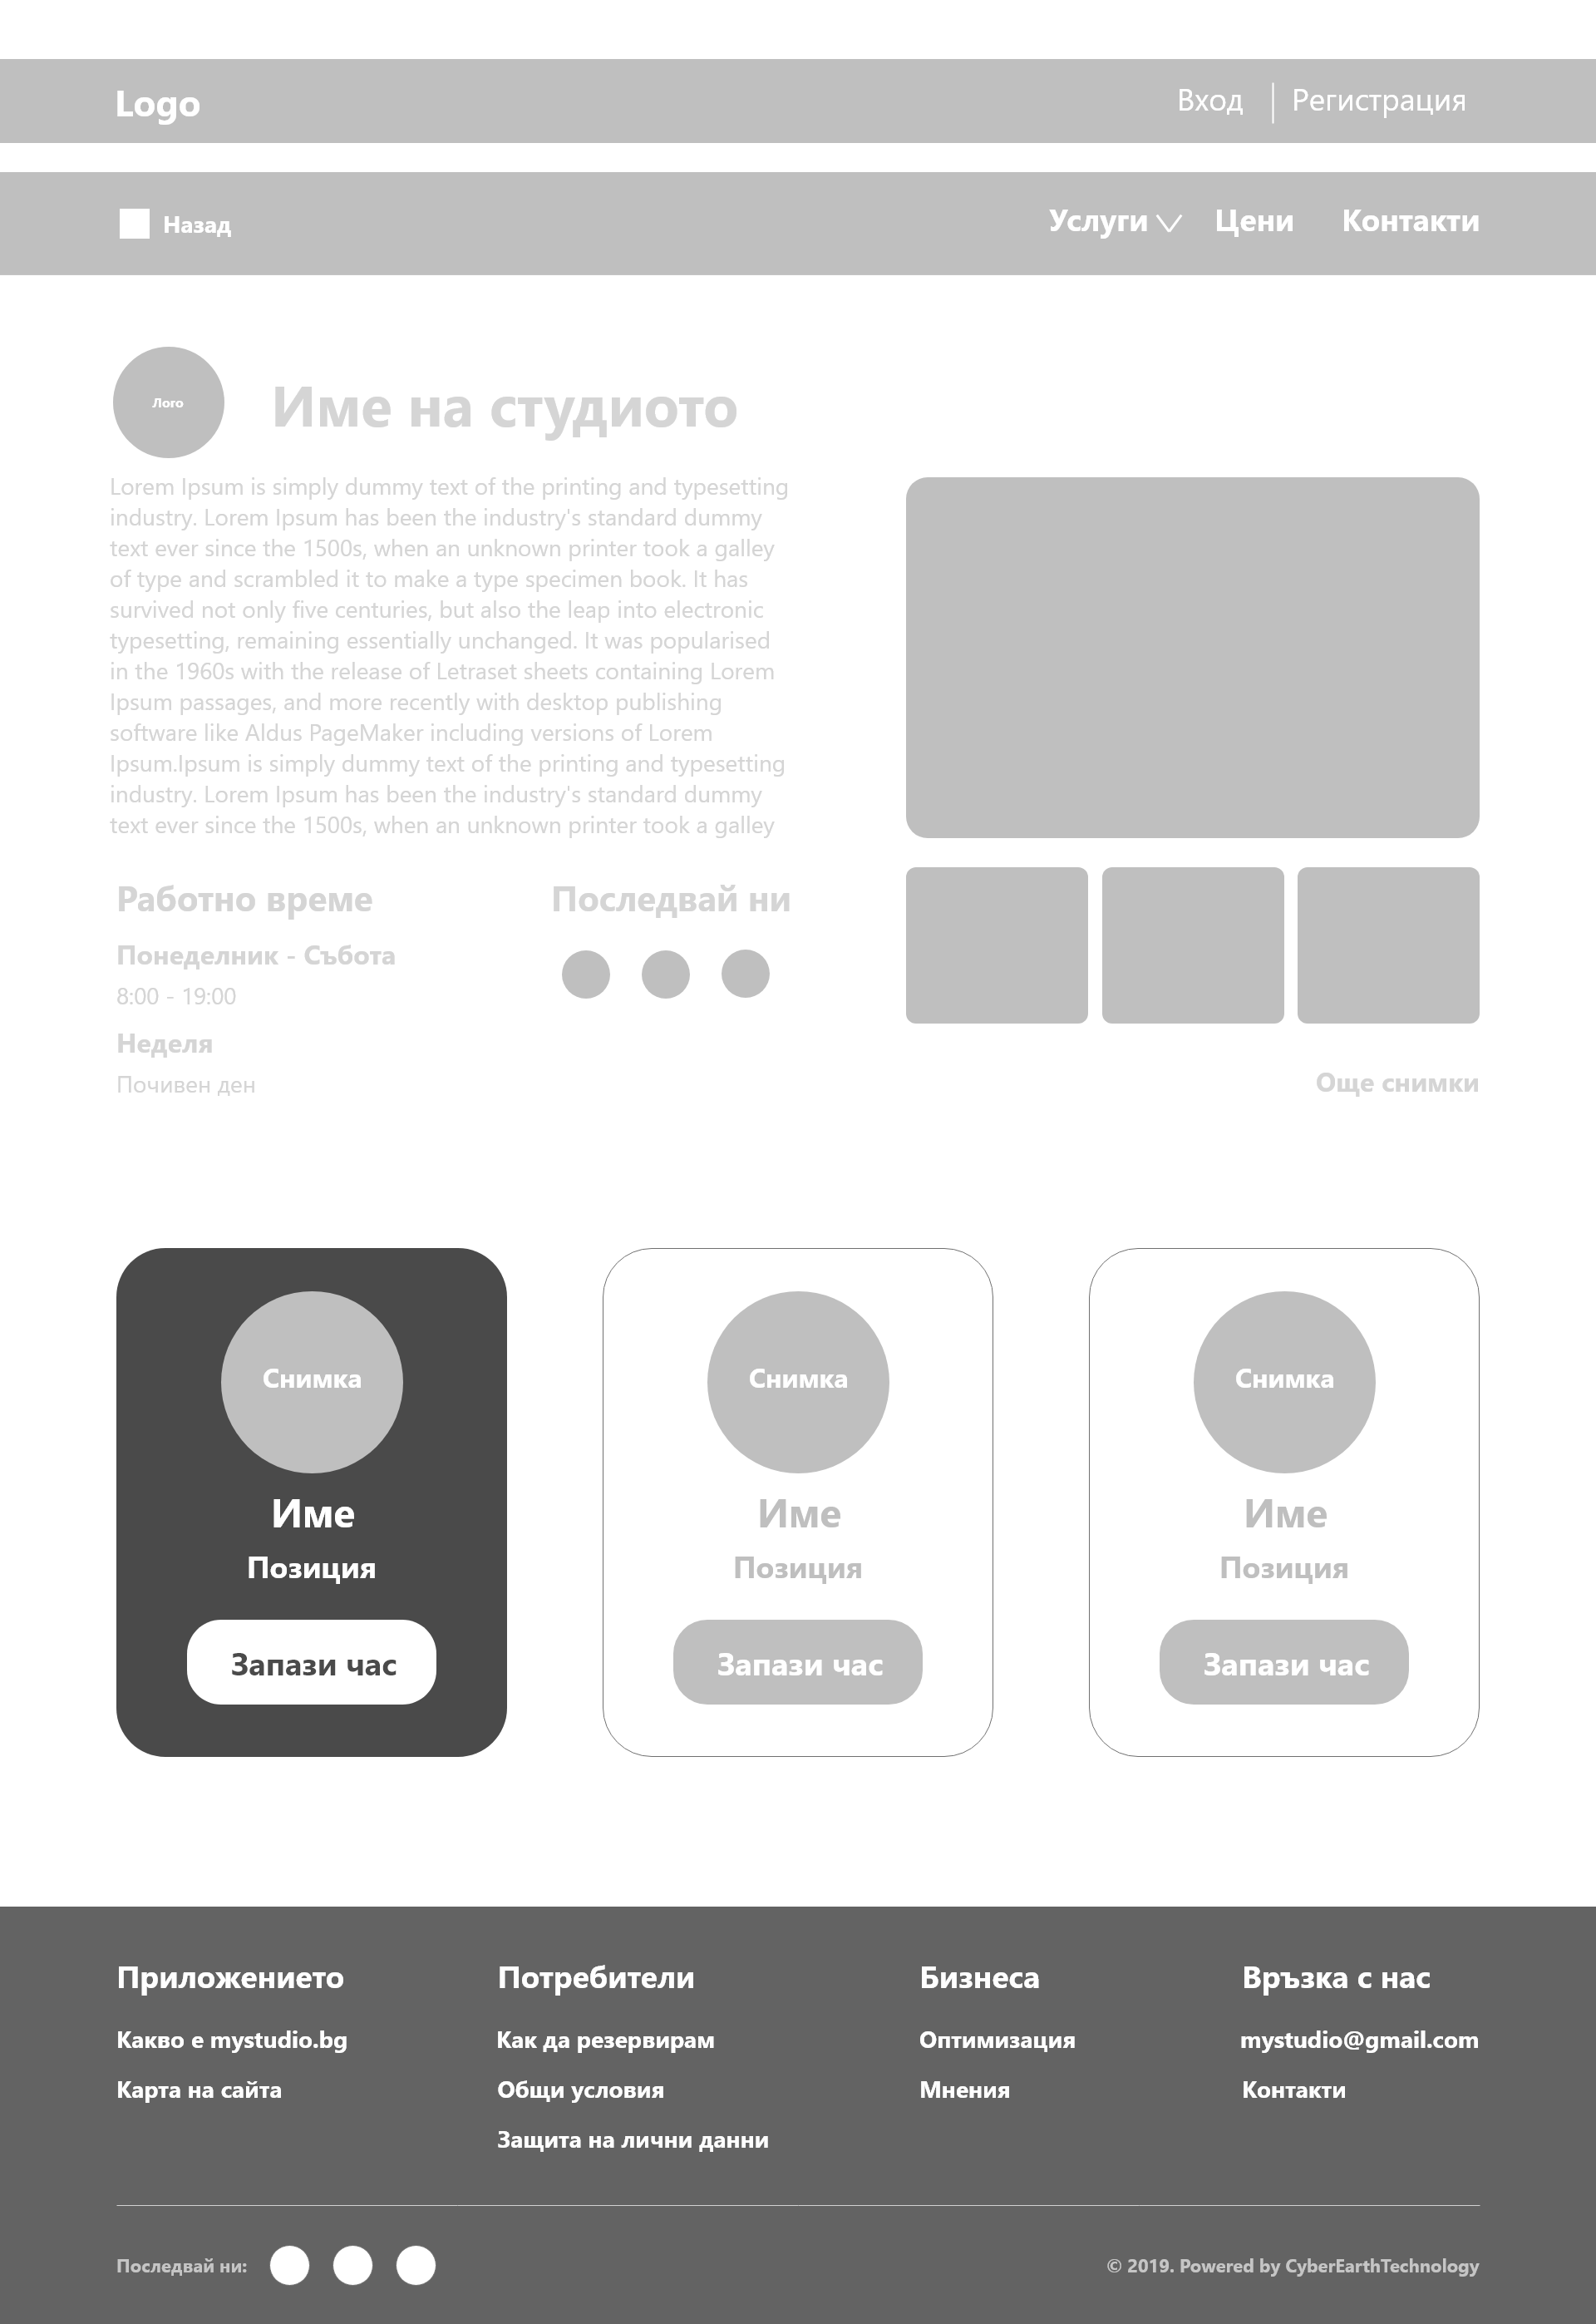 Logo
Вход
Регистрация
Назад
Услуги
Цени
Контакти
Лого
Име на студиото
Lorem Ipsum is simply dummy text of the printing and typesetting
industry. Lorem Ipsum has been the industry's standard dummy
text ever since the 1500s, when an unknown printer took a galley
of type and scrambled it to make a type specimen book. It has
survived not only five centuries, but also the leap into electronic
typesetting, remaining essentially unchanged. It was popularised
in the 1960s with the release of Letraset sheets containing Lorem
Ipsum passages, and more recently with desktop publishing
software like Aldus PageMaker including versions of Lorem
Ipsum.Ipsum is simply dummy text of the printing and typesetting
industry. Lorem Ipsum has been the industry's standard dummy
text ever since the 1500s, when an unknown printer took a galley
Работно време
Понеделник - Събота
8:00 - 19:00
Неделя
Почивен ден
Последвай ни
Още снимки
Снимка
Име
Позиция
Запази час
Снимка
Име
Позиция
Запази час
Снимка
Име
Позиция
Запази час
Приложението
Какво е mystudio.bg
Карта на сайта
Потребители
Как да резервирам
Общи условия
Защита на лични данни
Бизнеса
Оптимизация
Мнения
Връзка с нас
mystudio@gmail.com
Контакти
Последвай ни:
© 2019. Powered by CyberEarthTechnology